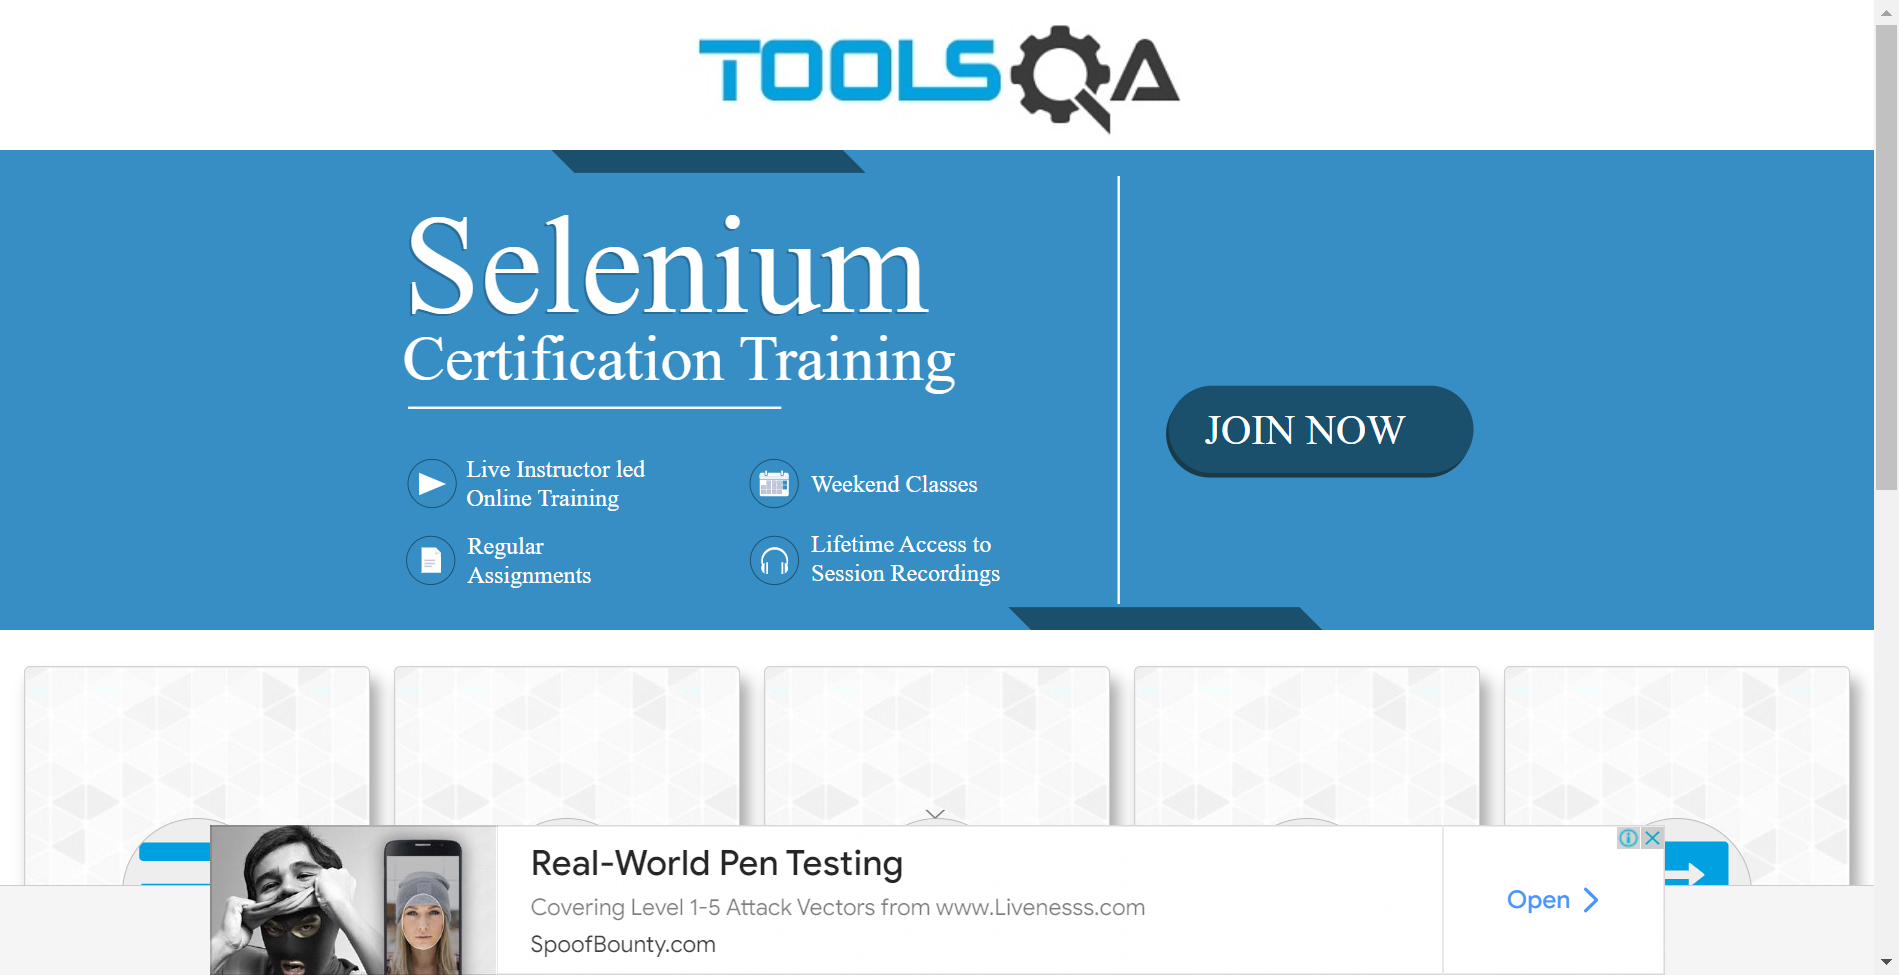 TOOLSQA
Selenium
Certification Training
JOIN NOW
Live Instructor led
Online Training
Weekend Classes
Regular
Assignments
Lifetime Access to
Session Recordings
Real-World Pen Testing
Covering Level 1-5 Attack Vectors from www.Livenesss.com
SpoofBounty.com
Open